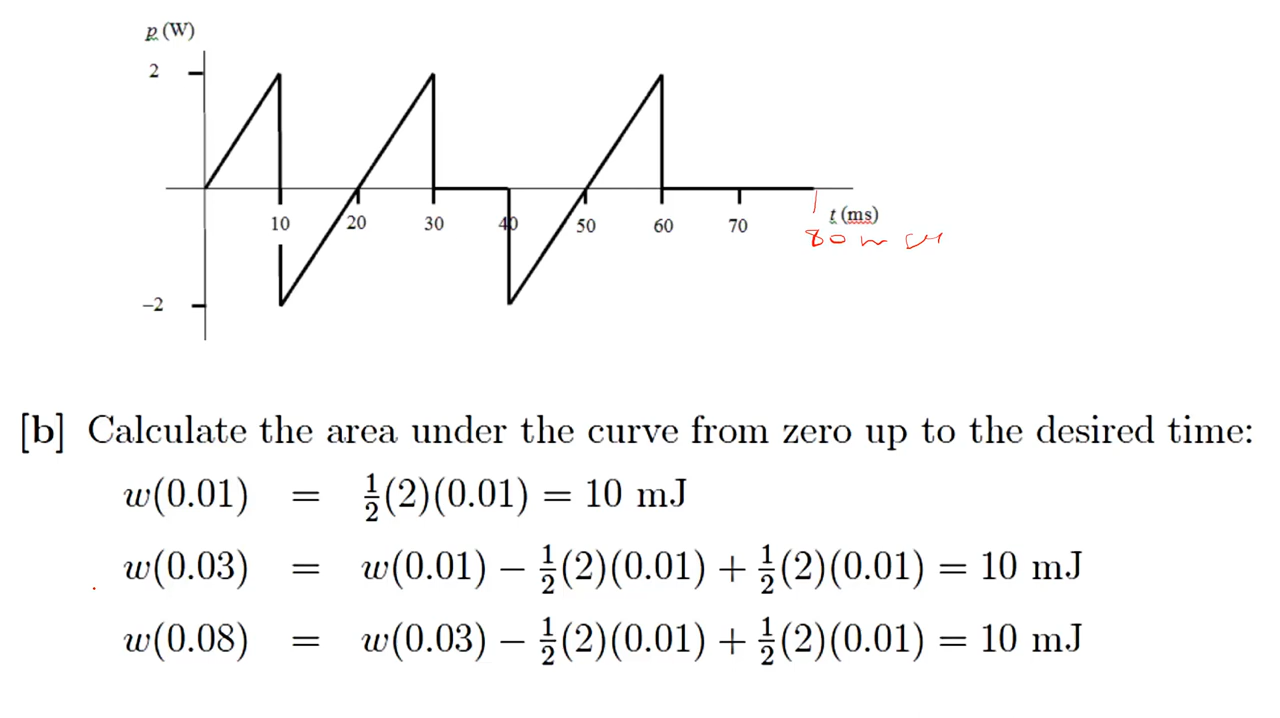 p (W)
2
10 20 30 40 50 60 70 t (ms)
80 m
−2
[b] Calculate the area under the curve from zero up to the desired time:
w(0.01) = ½(2)(0.01) = 10 mJ
w(0.03) = w(0.01) − ½(2)(0.01) + ½(2)(0.01) = 10 mJ
w(0.08) = w(0.03) − ½(2)(0.01) + ½(2)(0.01) = 10 mJ